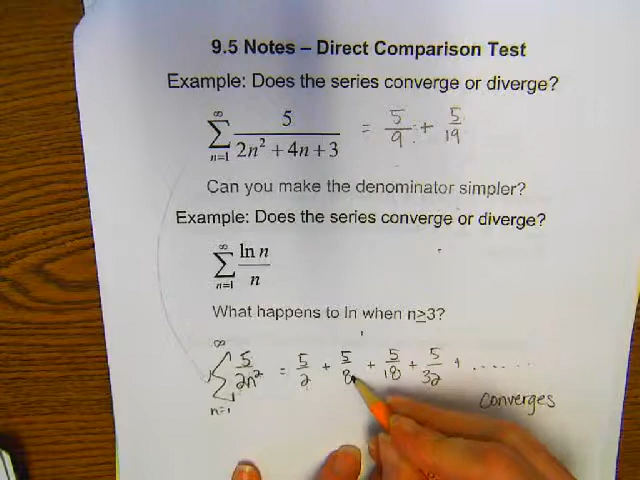 9.5 Notes – Direct Comparison Test
Example: Does the series converge or diverge?
∞ ∑ n=1 5 / (2n² + 4n + 3) = 5/9 + 5/19
Can you make the denominator simpler?
Example: Does the series converge or diverge?
∞ ∑ n=1 ln n / n
What happens to ln when n≥3?
∞ ∑ n=1 5/2n² = 5/2 + 5/8 + 5/18 + 5/32 + ......
Converges